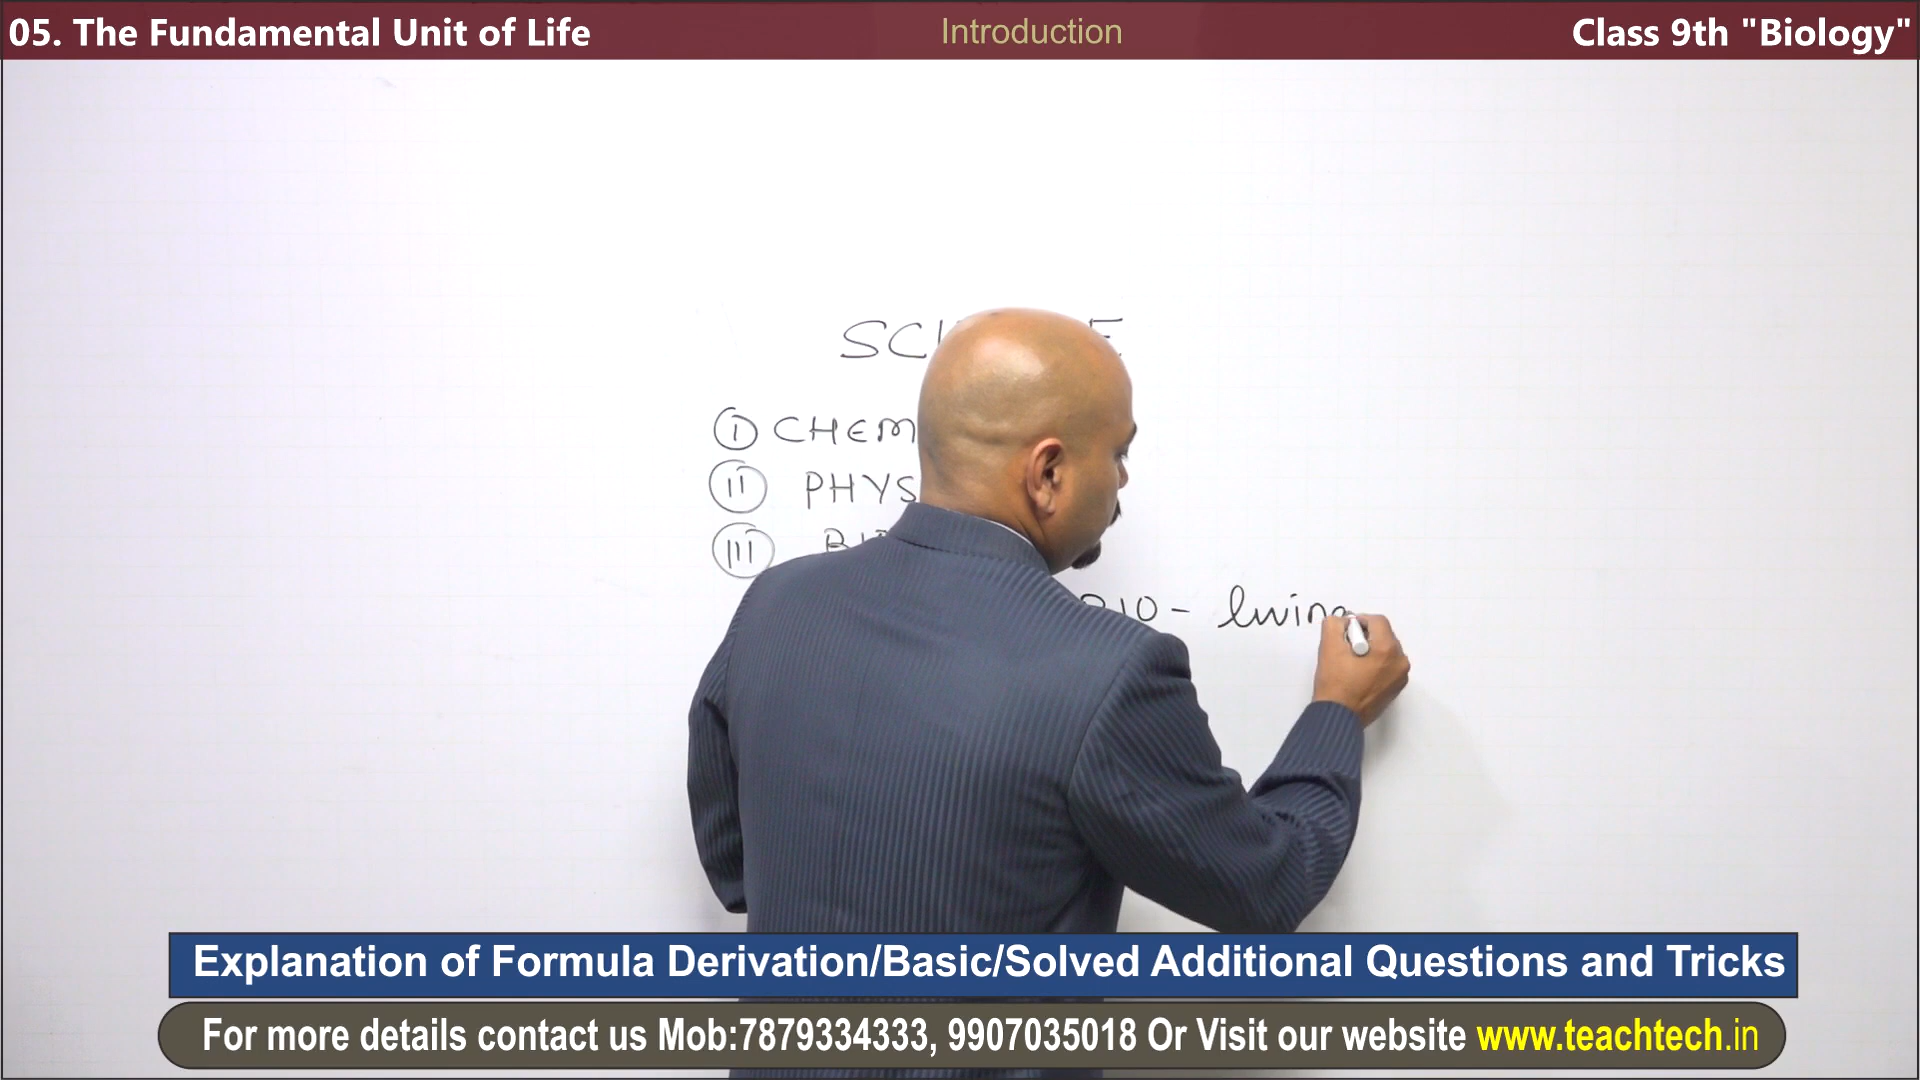 05. The Fundamental Unit of Life Introduction Class 9th "Biology"
I CHEM
II PHYS
III
- living
Explanation of Formula Derivation/Basic/Solved Additional Questions and Tricks
For more details contact us Mob:7879334333, 9907035018 Or Visit our website www.teachtech.in